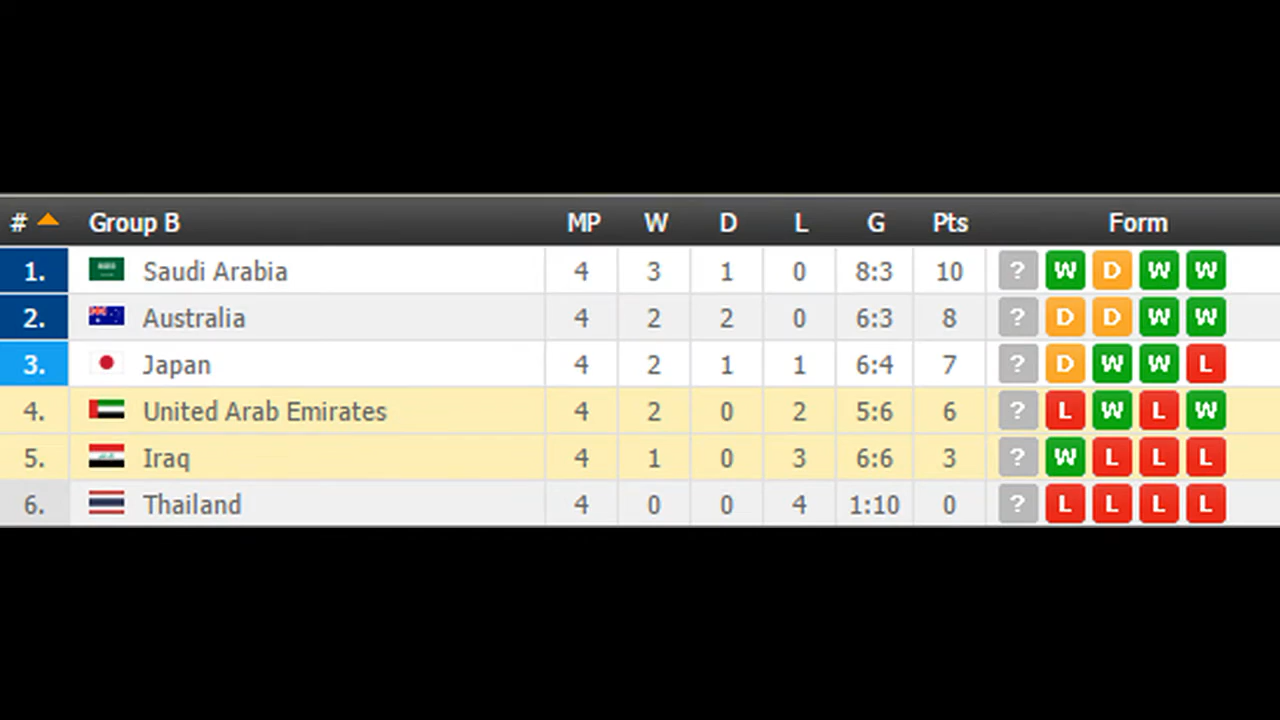 # Group B MP W D L G Pts Form
1. Saudi Arabia 4 3 1 0 8:3 10 ? W D W W
2. Australia 4 2 2 0 6:3 8 ? D D W W
3. Japan 4 2 1 1 6:4 7 ? D W W L
4. United Arab Emirates 4 2 0 2 5:6 6 ? L W L W
5. Iraq 4 1 0 3 6:6 3 ? W L L L
6. Thailand 4 0 0 4 1:10 0 ? L L L L